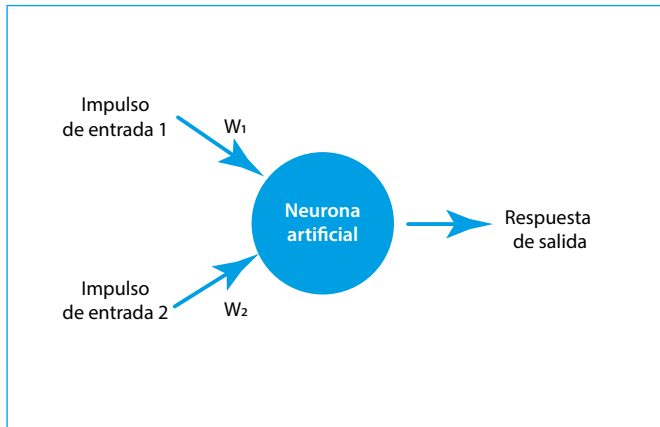 Impulso
de entrada 1
W₁
Neurona
artificial
Respuesta
de salida
Impulso
de entrada 2
W₂